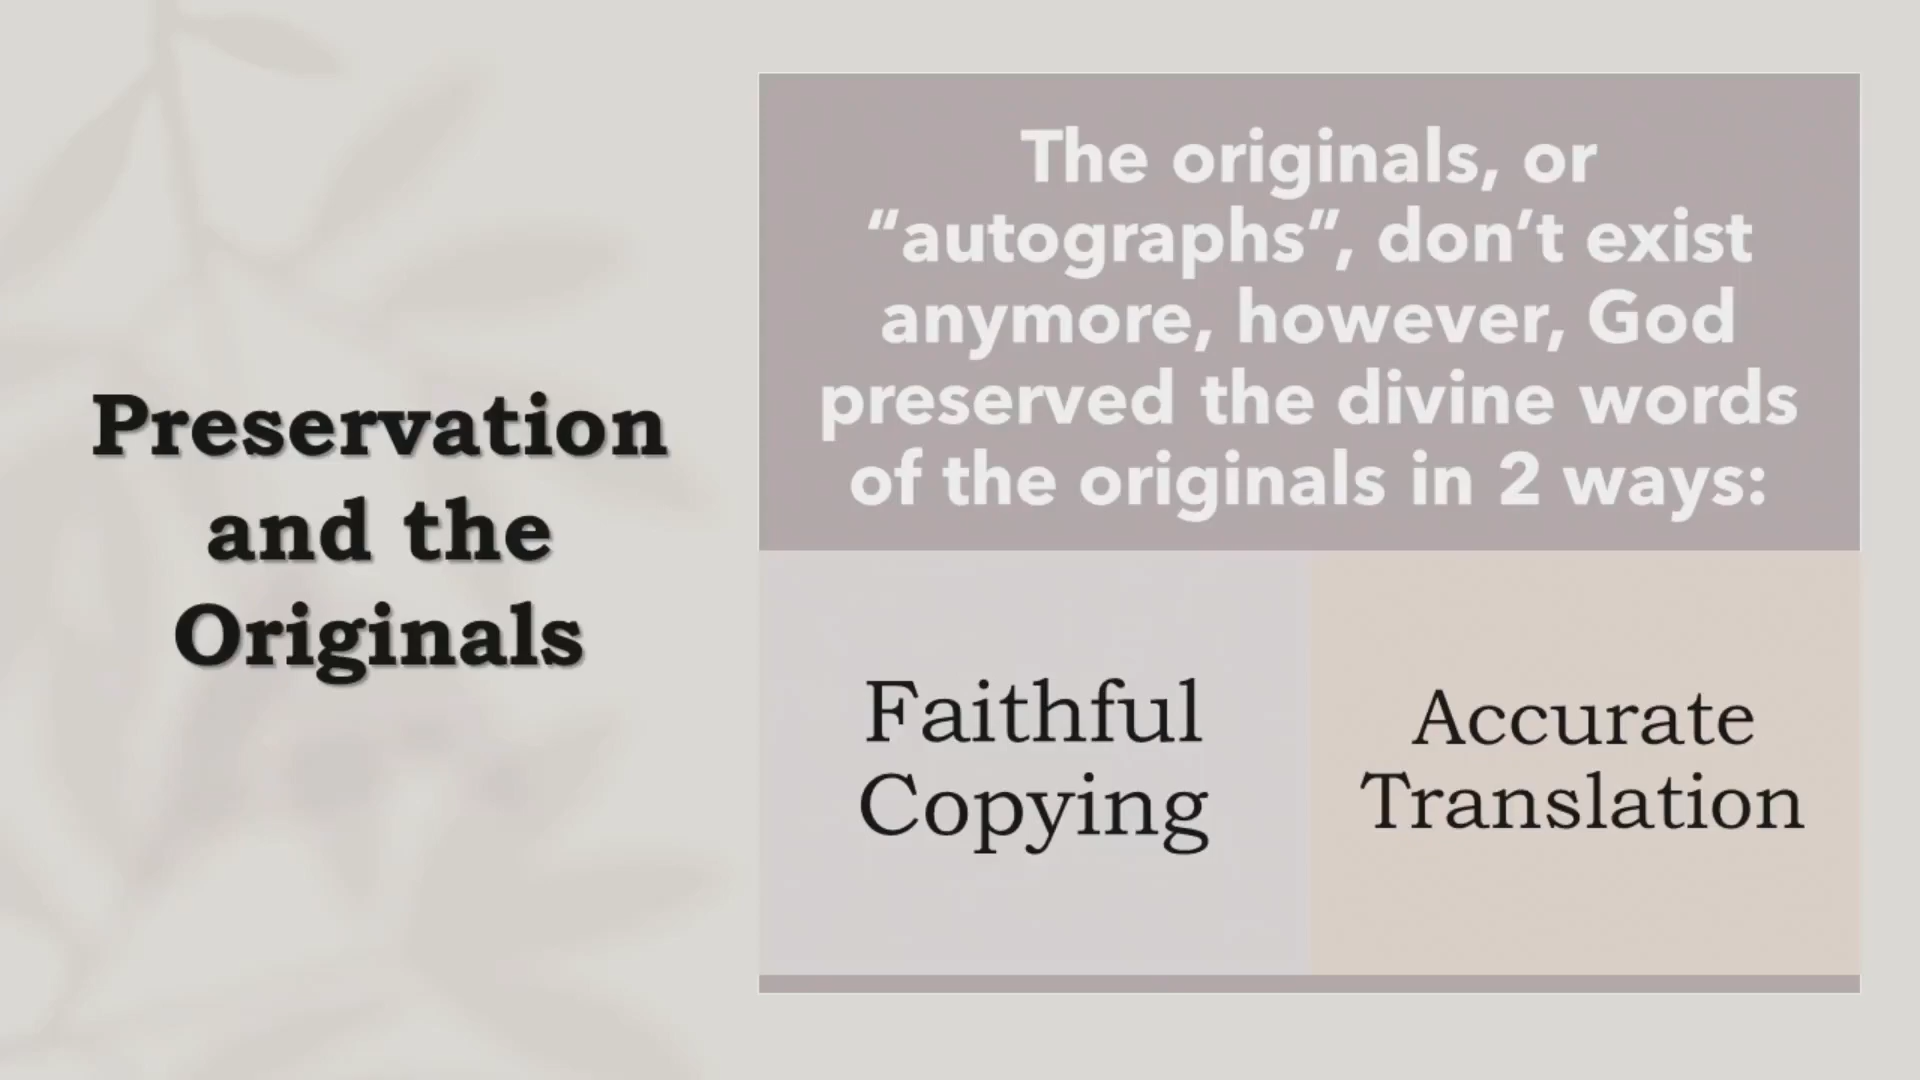 Preservation
and the
Originals
The originals, or
“autographs”, don’t exist
anymore, however, God
preserved the divine words
of the originals in 2 ways:
Faithful
Copying
Accurate
Translation